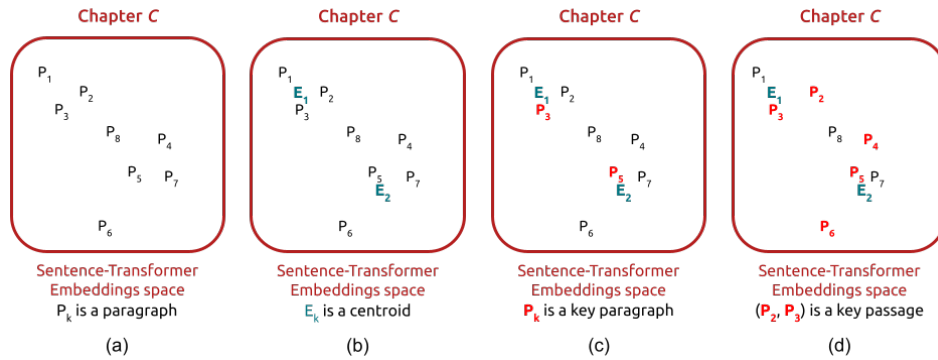 Chapter C
P1
P2
P3
P8
P4
P5
P7
P6
Sentence-Transformer
Embeddings space
Pk is a paragraph
(a)
Chapter C
P1
E1
P2
P3
P8
P4
P5
P7
E2
P6
Sentence-Transformer
Embeddings space
Ek is a centroid
(b)
Chapter C
P1
E1
P2
P3
P8
P4
P5
P7
E2
P6
Sentence-Transformer
Embeddings space
Pk is a key paragraph
(c)
Chapter C
P1
E1
P2
P3
P8
P4
P5
P7
E2
P6
Sentence-Transformer
Embeddings space
(P2, P3) is a key passage
(d)